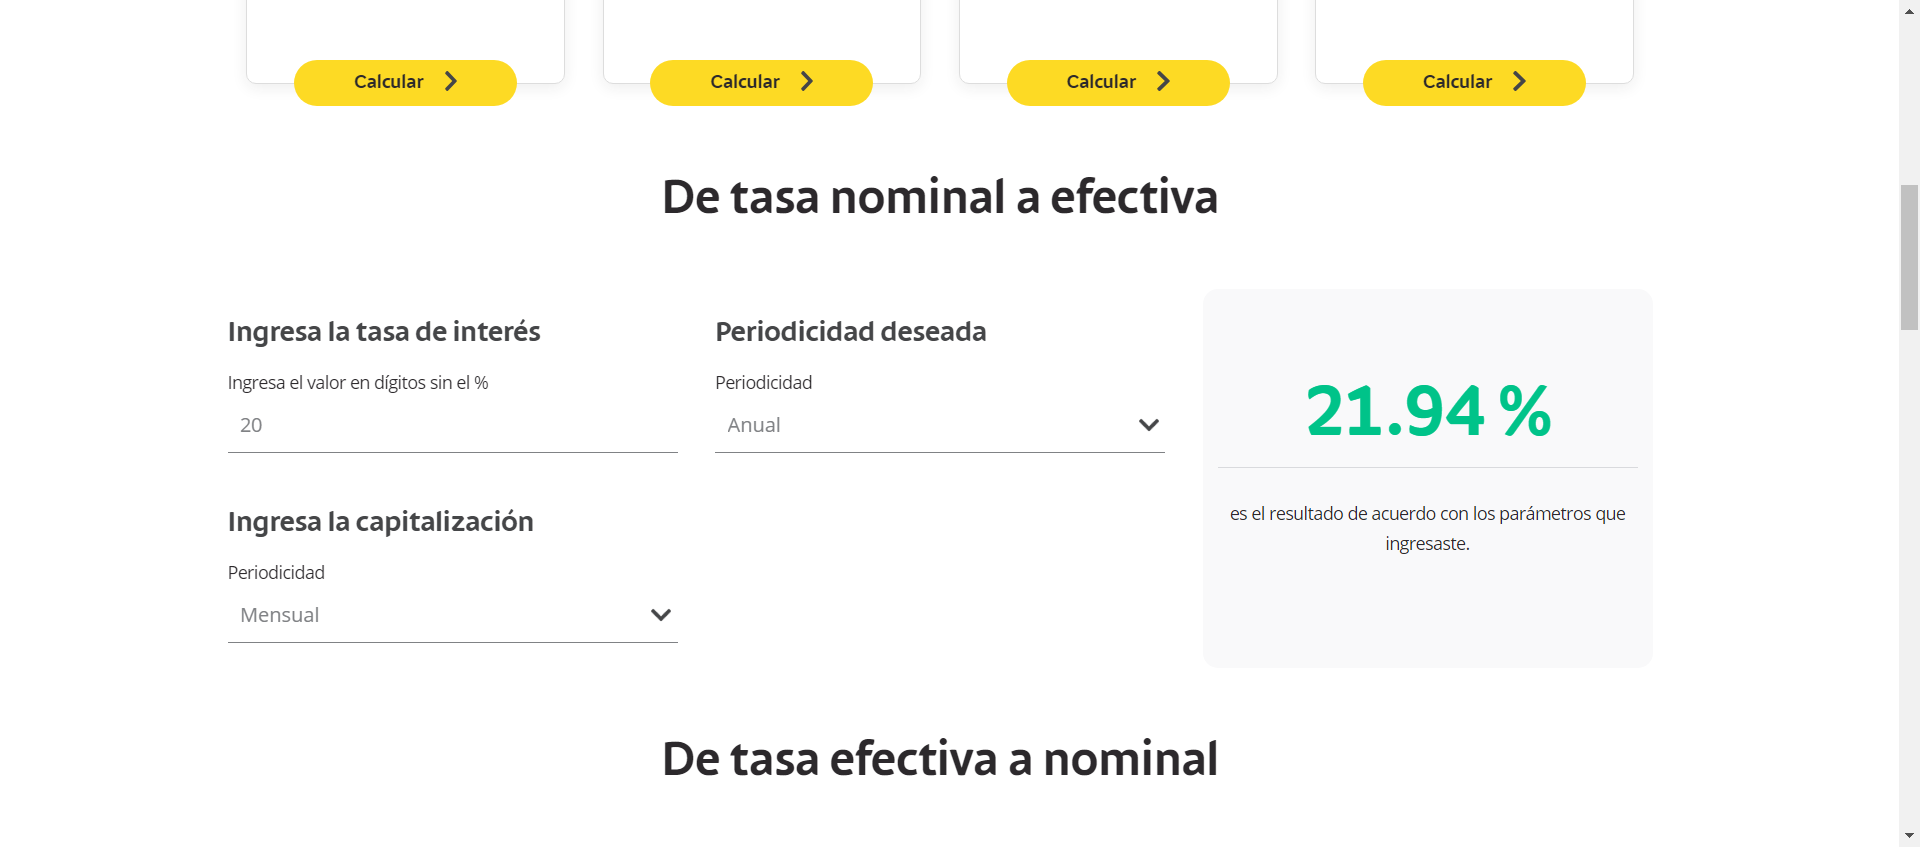 Calcular
Calcular
Calcular
Calcular
De tasa nominal a efectiva
Ingresa la tasa de interés
Ingresa el valor en dígitos sin el %
20
Periodicidad deseada
Periodicidad
Anual
Ingresa la capitalización
Periodicidad
Mensual
21.94 %
es el resultado de acuerdo con los parámetros que
ingresaste.
De tasa efectiva a nominal